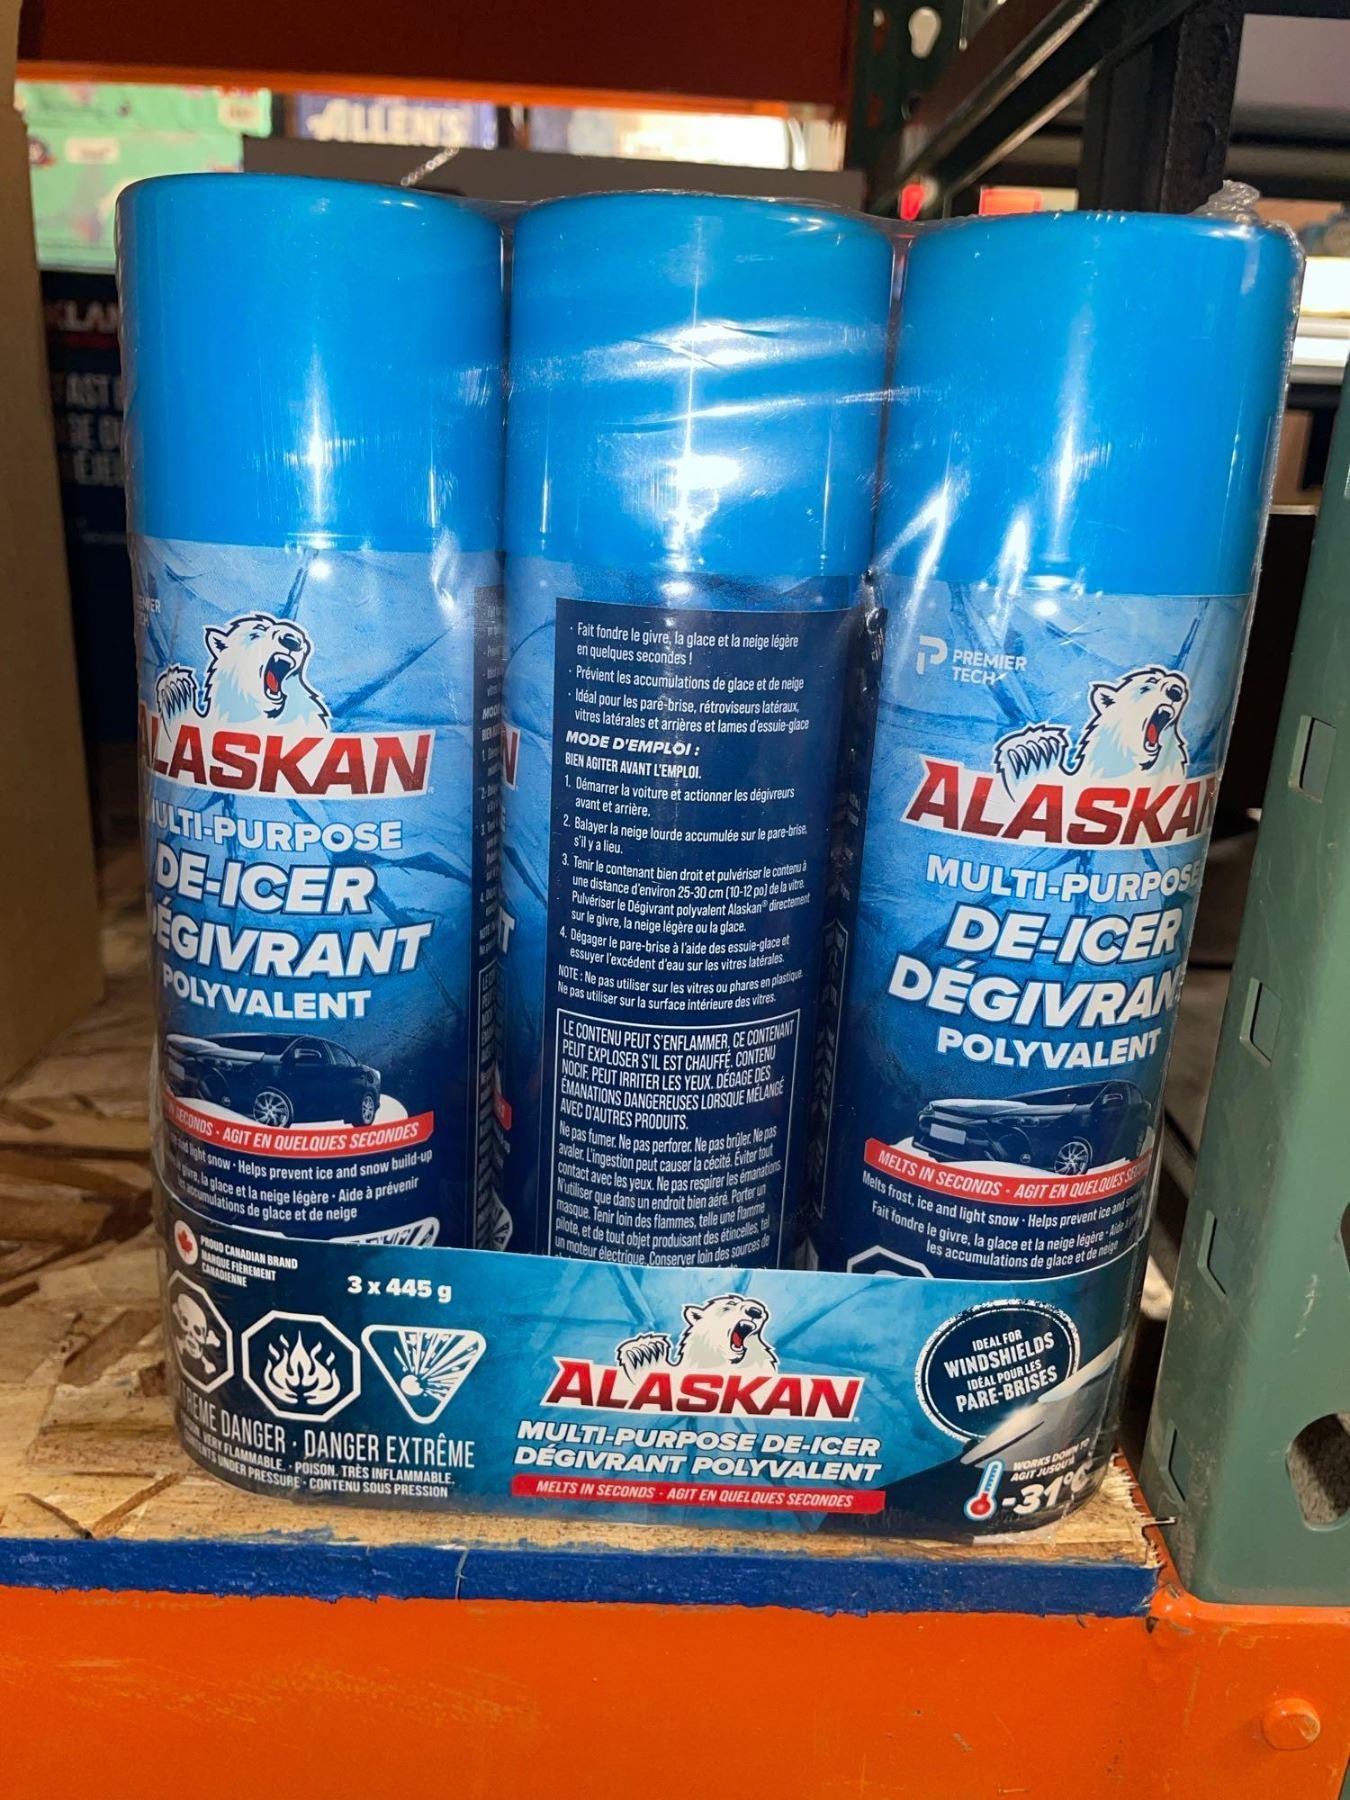 ALLEN'S
ALASKAN
MULTI-PURPOSE
DE-ICER
DÉGIVRANT
POLYVALENT
SECONDS · AGIT EN QUELQUES SECONDES
light snow · Helps prevent ice and snow build-up
givre, la glace et la neige légère · Aide à prévenir
accumulations de glace et de neige
· Fait fondre le givre, la glace et la neige légère
en quelques secondes !
· Prévient les accumulations de glace et de neige
· Idéal pour les pare-brise, rétroviseurs latéraux,
vitres latérales et arrières et lames d'essuie-glace
MODE D'EMPLOI :
BIEN AGITER AVANT L'EMPLOI.
1. Démarrer la voiture et actionner les dégivreurs
avant et arrière.
2. Balayer la neige lourde accumulée sur le pare-brise,
s'il y a lieu.
3. Tenir le contenant bien droit et pulvériser le contenu à
une distance d'environ 25-30 cm (10-12 po) de la vitre.
Pulvériser le Dégivrant polyvalent Alaskan® directement
sur le givre, la neige légère ou la glace.
4. Dégager le pare-brise à l'aide des essuie-glace et
essuyer l'excédent d'eau sur les vitres latérales.
NOTE : Ne pas utiliser sur les vitres ou phares en plastique.
Ne pas utiliser sur la surface intérieure des vitres.
LE CONTENU PEUT S'ENFLAMMER. CE CONTENANT
PEUT EXPLOSER S'IL EST CHAUFFÉ. CONTENU
NOCIF. PEUT IRRITER LES YEUX. DÉGAGE DES
ÉMANATIONS DANGEREUSES LORSQUE MÉLANGÉ
AVEC D'AUTRES PRODUITS.
Ne pas fumer. Ne pas perforer. Ne pas brûler. Ne pas
avaler. L'ingestion peut causer la cécité. Éviter tout
contact avec les yeux. Ne pas respirer les émanations.
N'utiliser que dans un endroit bien aéré. Porter un
masque. Tenir loin des flammes, telle une flamme
pilote, et de tout objet produisant des étincelles, tel
un moteur électrique. Conserver loin des sources de
PREMIER
TECH
ALASKAN
MULTI-PURPOSE
DE-ICER
DÉGIVRANT
POLYVALENT
MELTS IN SECONDS · AGIT EN QUELQUES
Melts frost, ice and light snow · Helps prevent ice and
Fait fondre le givre, la glace et la neige légère · Aide
les accumulations de glace et de neige
PROUD CANADIAN BRAND
MARQUE FIÈREMENT
CANADIENNE
3 x 445 g
DANGER · DANGER EXTRÊME
VERY FLAMMABLE. · POISON. TRÈS INFLAMMABLE.
UNDER PRESSURE · CONTENU SOUS PRESSION
ALASKAN
MULTI-PURPOSE DE-ICER
DÉGIVRANT POLYVALENT
MELTS IN SECONDS · AGIT EN QUELQUES SECONDES
IDEAL FOR
WINDSHIELDS
IDÉAL POUR LES
PARE-BRISES
WORKS DOWN TO
AGIT JUSQU'À
-31°C